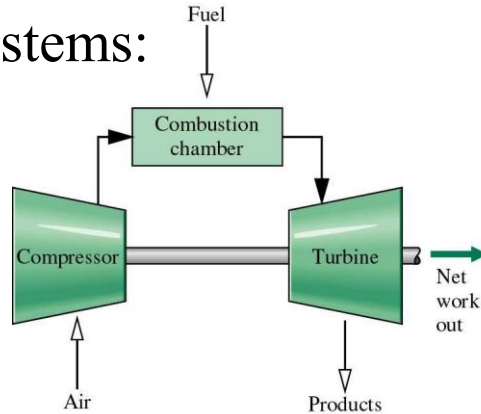 Fuel
stems:
Combustion
chamber
Compressor
Turbine
Net
work
out
Air
Products